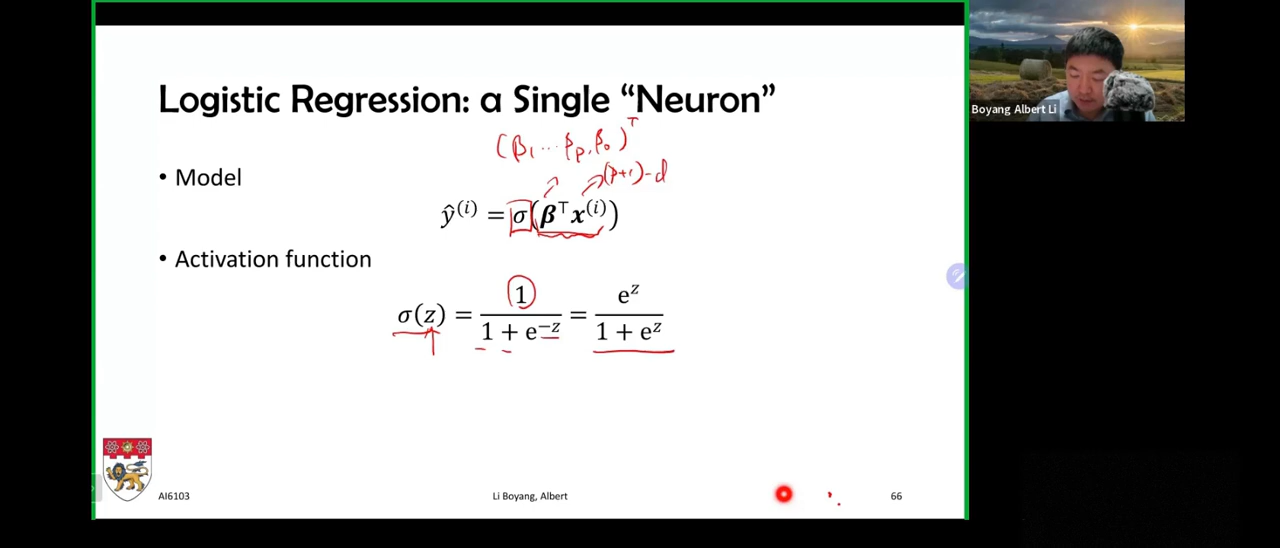 Logistic Regression: a Single “Neuron”
(β₁ ... βₚ, β₀)ᵀ
• Model
(p+1)-d
ŷ⁽ⁱ⁾ = σ(β⊤x⁽ⁱ⁾)
• Activation function
σ(z) = 1 / (1 + e⁻ᶻ) = eᶻ / (1 + eᶻ)
AI6103
Li Boyang, Albert
66
Boyang Albert Li